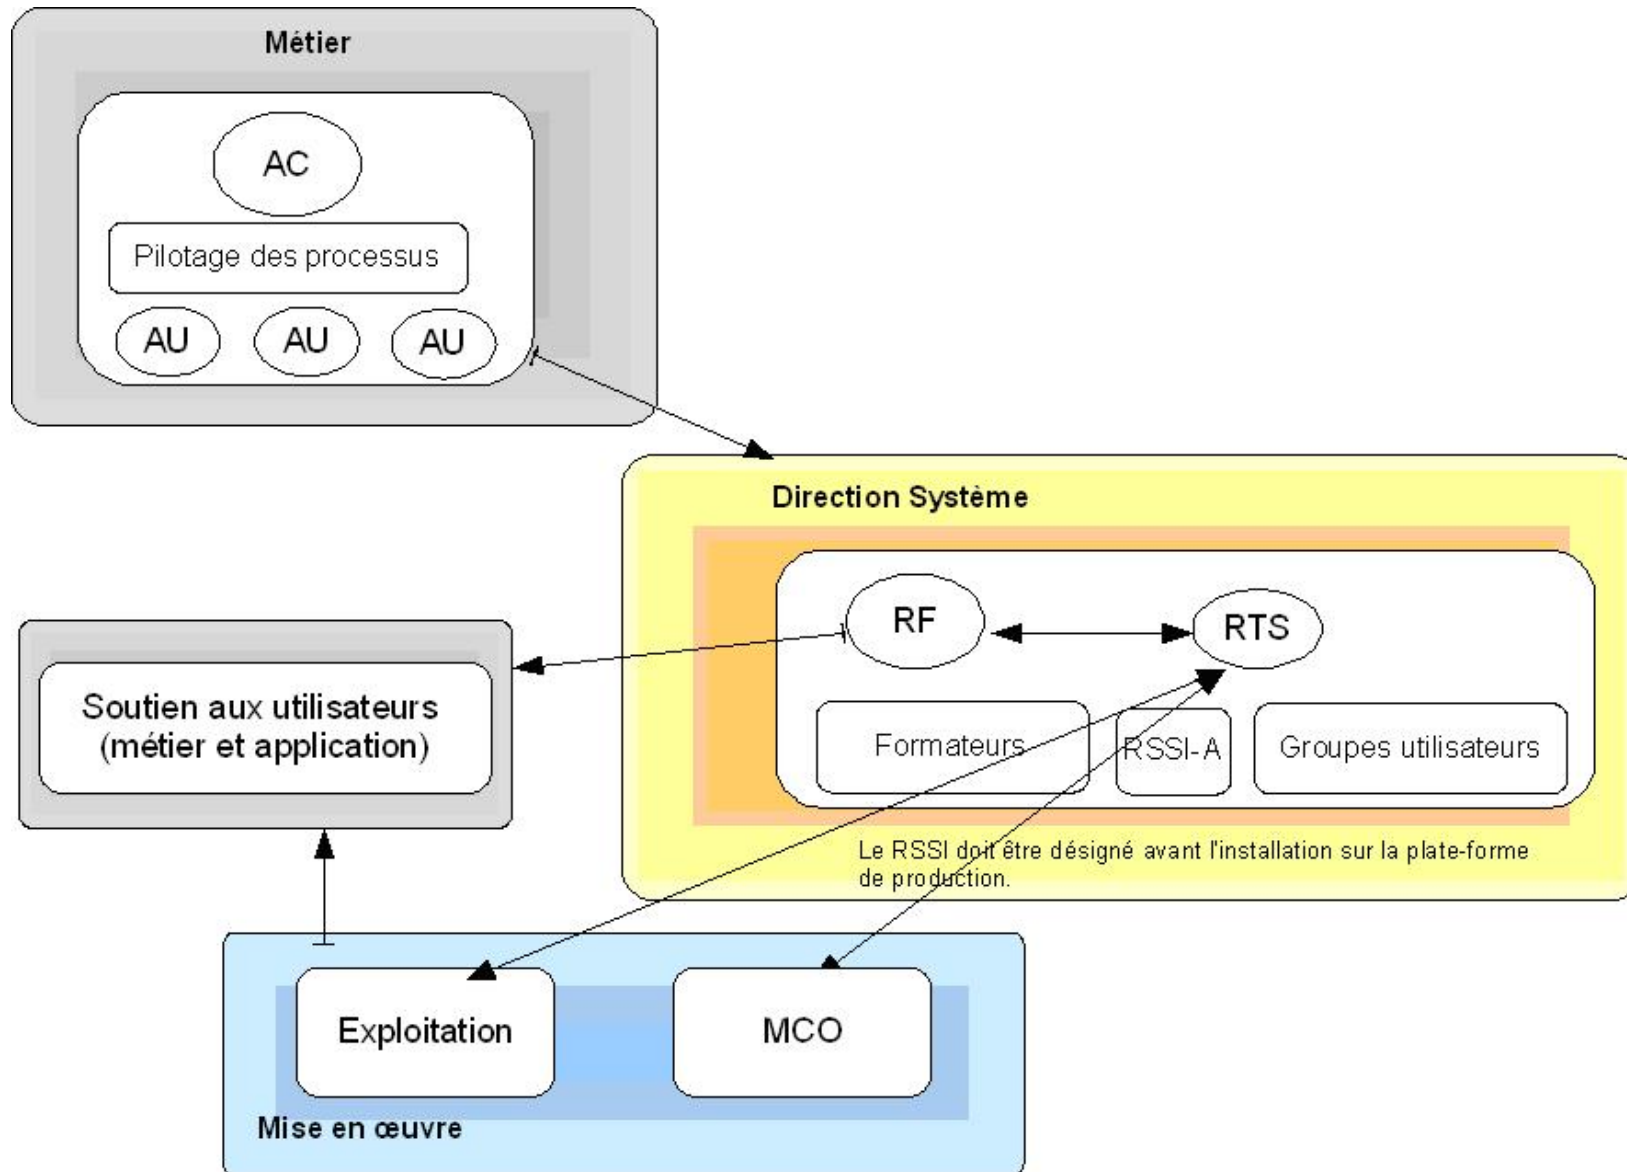 Métier
AC
Pilotage des processus
AU AU AU
Direction Système
RF RTS
Formateurs RSSI-A Groupes utilisateurs
Le RSSI doit être désigné avant l'installation sur la plate-forme
de production.
Soutien aux utilisateurs
(métier et application)
Exploitation MCO
Mise en œuvre